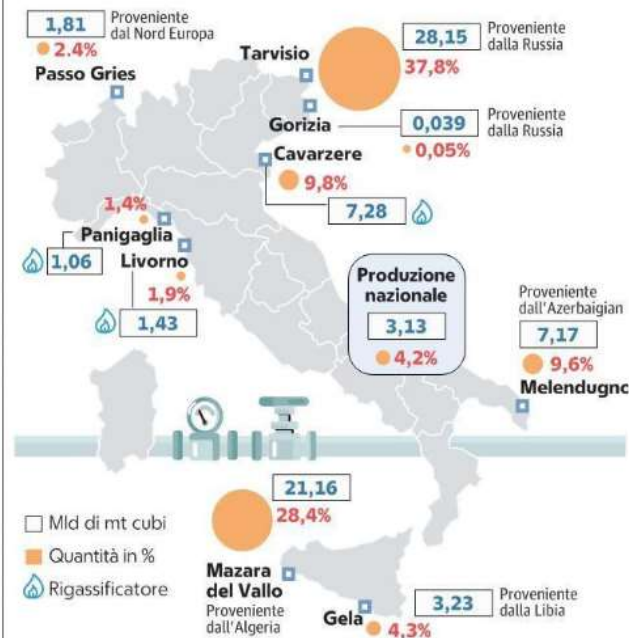 1,81
Proveniente
dal Nord Europa
2.4%
Passo Gries
Tarvisio
28,15
Proveniente
dalla Russia
37,8%
Gorizia
0,039
Proveniente
dalla Russia
0,05%
Cavarzere
9,8%
7,28
1,4%
Panigaglia
1,06
Livorno
1,9%
1,43
Produzione
nazionale
3,13
4,2%
Proveniente
dall'Azerbaigian
7,17
9,6%
Melendugno
21,16
28,4%
Mazara
del Vallo
Proveniente
dall'Algeria
Gela
3,23
Proveniente
dalla Libia
4,3%
Mld di mt cubi
Quantità in %
Rigassificatore